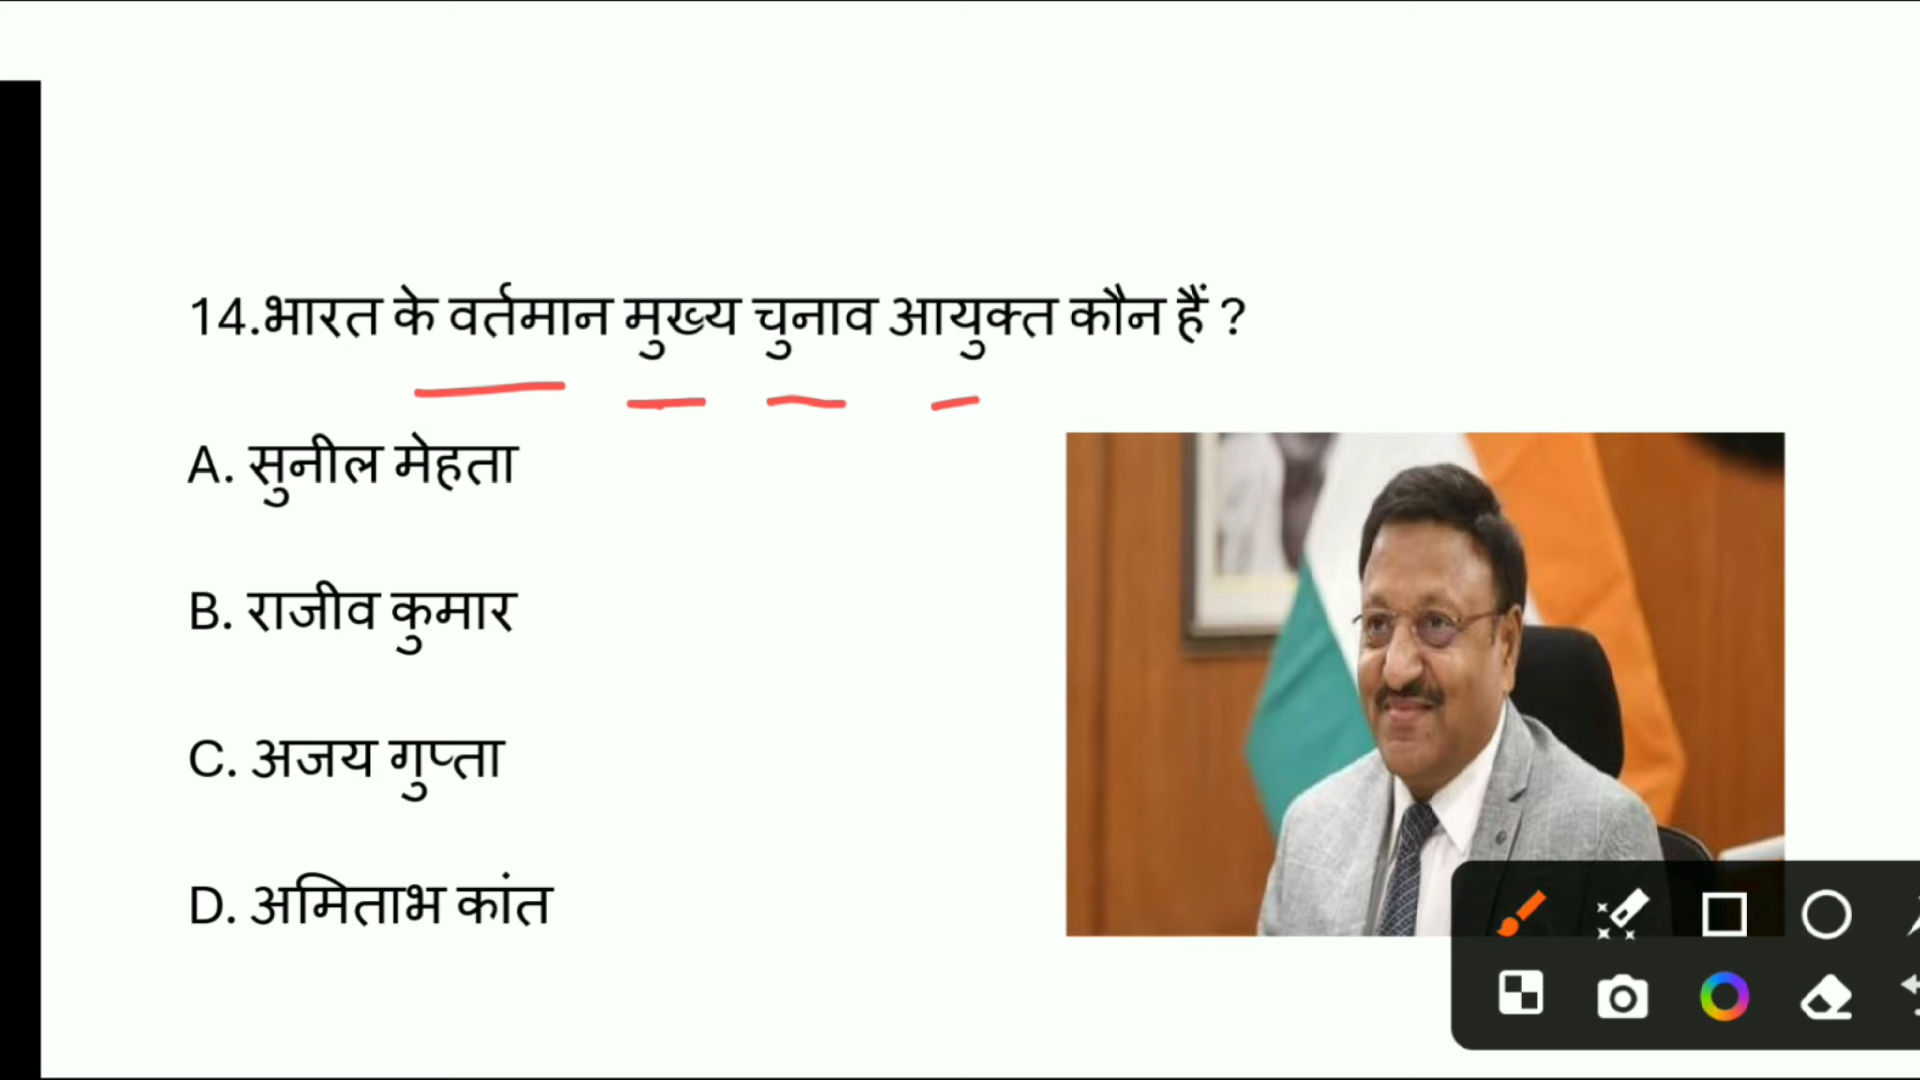 14.भारत के वर्तमान मुख्य चुनाव आयुक्त कौन हैं ?
A. सुनील मेहता
B. राजीव कुमार
C. अजय गुप्ता
D. अमिताभ कांत